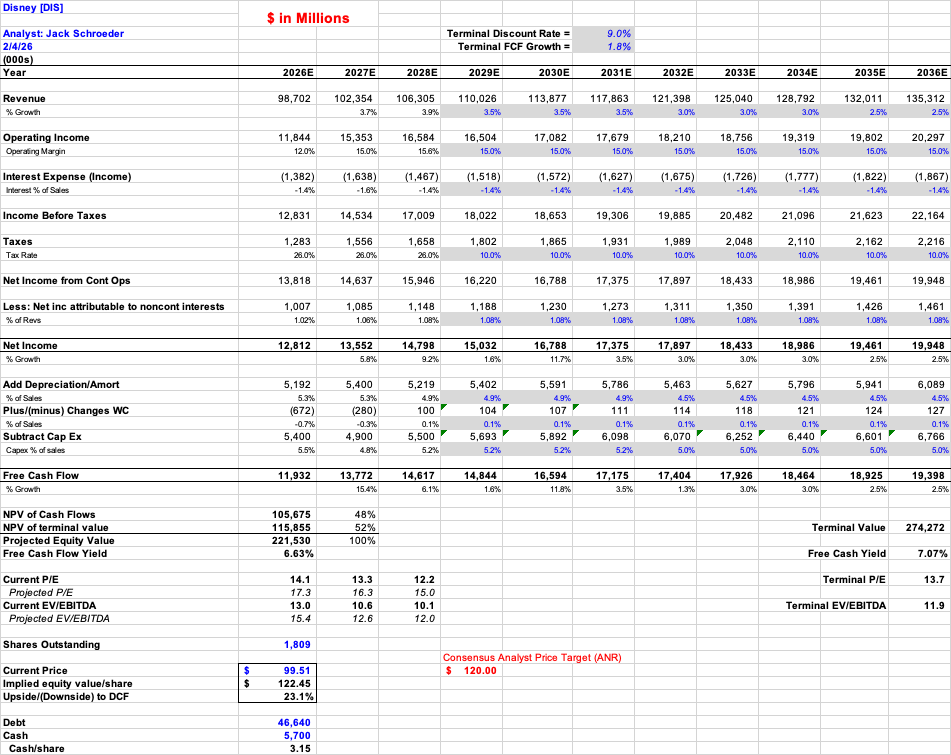 Disney [DIS]
$ in Millions
Analyst: Jack Schroeder Terminal Discount Rate = 9.0%
2/4/26 Terminal FCF Growth = 1.8%
(000s)
Year 2026E 2027E 2028E 2029E 2030E 2031E 2032E 2033E 2034E 2035E 2036E
Revenue 98,702 102,354 106,305 110,026 113,877 117,863 121,398 125,040 128,792 132,011 135,312
% Growth 3.7% 3.9% 3.5% 3.5% 3.5% 3.0% 3.0% 3.0% 2.5% 2.5%
Operating Income 11,844 15,353 16,584 16,504 17,082 17,679 18,210 18,756 19,319 19,802 20,297
Operating Margin 12.0% 15.0% 15.6% 15.0% 15.0% 15.0% 15.0% 15.0% 15.0% 15.0% 15.0%
Interest Expense (Income) (1,382) (1,638) (1,467) (1,518) (1,572) (1,627) (1,675) (1,726) (1,777) (1,822) (1,867)
Interest % of Sales -1.4% -1.6% -1.4% -1.4% -1.4% -1.4% -1.4% -1.4% -1.4% -1.4% -1.4%
Income Before Taxes 12,831 14,534 17,009 18,022 18,653 19,306 19,885 20,482 21,096 21,623 22,164
Taxes 1,283 1,556 1,658 1,802 1,865 1,931 1,989 2,048 2,110 2,162 2,216
Tax Rate 26.0% 26.0% 26.0% 10.0% 10.0% 10.0% 10.0% 10.0% 10.0% 10.0% 10.0%
Net Income from Cont Ops 13,818 14,637 15,946 16,220 16,788 17,375 17,897 18,433 18,986 19,461 19,948
Less: Net inc attributable to noncont interests 1,007 1,085 1,148 1,188 1,230 1,273 1,311 1,350 1,391 1,426 1,461
% of Revs 1.02% 1.06% 1.08% 1.08% 1.08% 1.08% 1.08% 1.08% 1.08% 1.08% 1.08%
Net Income 12,812 13,552 14,798 15,032 16,788 17,375 17,897 18,433 18,986 19,461 19,948
% Growth 5.8% 9.2% 1.6% 11.7% 3.5% 3.0% 3.0% 3.0% 2.5% 2.5%
Add Depreciation/Amort 5,192 5,400 5,219 5,402 5,591 5,786 5,463 5,627 5,796 5,941 6,089
% of Sales 5.3% 5.3% 4.9% 4.9% 4.9% 4.9% 4.5% 4.5% 4.5% 4.5% 4.5%
Plus/(minus) Changes WC (672) (280) 100 104 107 111 114 118 121 124 127
% of Sales -0.7% -0.3% 0.1% 0.1% 0.1% 0.1% 0.1% 0.1% 0.1% 0.1% 0.1%
Subtract Cap Ex 5,400 4,900 5,500 5,693 5,892 6,098 6,070 6,252 6,440 6,601 6,766
Capex % of sales 5.5% 4.8% 5.2% 5.2% 5.2% 5.2% 5.0% 5.0% 5.0% 5.0% 5.0%
Free Cash Flow 11,932 13,772 14,617 14,844 16,594 17,175 17,404 17,926 18,464 18,925 19,398
% Growth 15.4% 6.1% 1.6% 11.8% 3.5% 1.3% 3.0% 3.0% 2.5% 2.5%
NPV of Cash Flows 105,675 48%
NPV of terminal value 115,855 52% Terminal Value 274,272
Projected Equity Value 221,530 100%
Free Cash Flow Yield 6.63% Free Cash Yield 7.07%
Current P/E 14.1 13.3 12.2 Terminal P/E 13.7
Projected P/E 17.3 16.3 15.0
Current EV/EBITDA 13.0 10.6 10.1 Terminal EV/EBITDA 11.9
Projected EV/EBITDA 15.4 12.6 12.0
Shares Outstanding 1,809
Consensus Analyst Price Target (ANR)
Current Price $ 99.51 $ 120.00
Implied equity value/share $ 122.45
Upside/(Downside) to DCF 23.1%
Debt 46,640
Cash 5,700
Cash/share 3.15